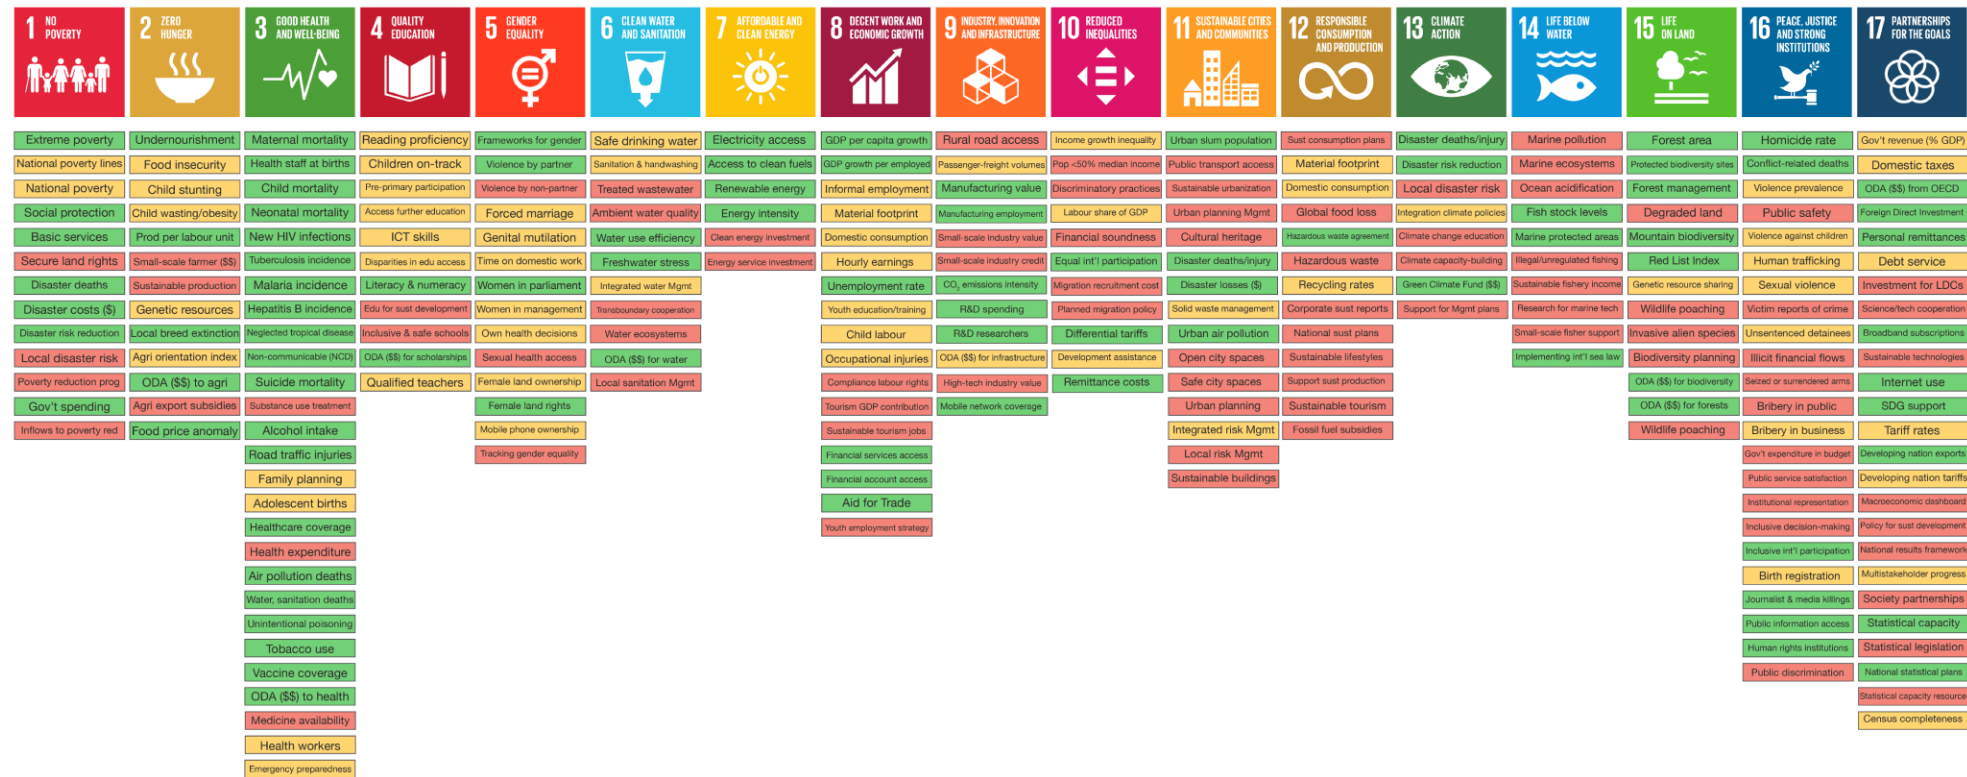 1 NO POVERTY
Extreme poverty
National poverty lines
National poverty
Social protection
Basic services
Secure land rights
Disaster deaths
Disaster costs ($)
Disaster risk reduction
Local disaster risk
Poverty reduction prog
Gov't spending
Inflows to poverty red
2 ZERO HUNGER
Undernourishment
Food insecurity
Child stunting
Child wasting/obesity
Prod per labour unit
Small-scale farmer ($$)
Sustainable production
Genetic resources
Local breed extinction
Agri orientation index
ODA ($$) to agri
Agri export subsidies
Food price anomaly
3 GOOD HEALTH AND WELL-BEING
Maternal mortality
Health staff at births
Child mortality
Neonatal mortality
New HIV infections
Tuberculosis incidence
Malaria incidence
Hepatitis B incidence
Neglected tropical disease
Non-communicable (NCD)
Suicide mortality
Substance use treatment
Alcohol intake
Road traffic injuries
Family planning
Adolescent births
Healthcare coverage
Health expenditure
Air pollution deaths
Water, sanitation deaths
Unintentional poisoning
Tobacco use
Vaccine coverage
ODA ($$) to health
Medicine availability
Health workers
Emergency preparedness
4 QUALITY EDUCATION
Reading proficiency
Children on-track
Pre-primary participation
Access further education
ICT skills
Disparities in edu access
Literacy & numeracy
Edu for sust development
Inclusive & safe schools
ODA ($$) for scholarships
Qualified teachers
5 GENDER EQUALITY
Frameworks for gender
Violence by partner
Violence by non-partner
Forced marriage
Genital mutilation
Time on domestic work
Women in parliament
Women in management
Own health decisions
Sexual health access
Female land ownership
Female land rights
Mobile phone ownership
Tracking gender equality
6 CLEAN WATER AND SANITATION
Safe drinking water
Sanitation & handwashing
Treated wastewater
Ambient water quality
Water use efficiency
Freshwater stress
Integrated water Mgmt
Transboundary cooperation
Water ecosystems
ODA ($$) for water
Local sanitation Mgmt
7 AFFORDABLE AND CLEAN ENERGY
Electricity access
Access to clean fuels
Renewable energy
Energy intensity
Clean energy investment
Energy service investment
8 DECENT WORK AND ECONOMIC GROWTH
GDP per capita growth
GDP growth per employed
Informal employment
Material footprint
Domestic consumption
Hourly earnings
Unemployment rate
Youth education/training
Child labour
Occupational injuries
Compliance labour rights
Tourism GDP contribution
Sustainable tourism jobs
Financial services access
Financial account access
Aid for Trade
Youth employment strategy
9 INDUSTRY, INNOVATION AND INFRASTRUCTURE
Rural road access
Passenger-freight volumes
Manufacturing value
Manufacturing employment
Small-scale industry value
Small-scale industry credit
CO2 emissions intensity
R&D spending
R&D researchers
ODA ($$) for infrastructure
High-tech industry value
Mobile network coverage
10 REDUCED INEQUALITIES
Income growth inequality
Pop <50% median income
Discriminatory practices
Labour share of GDP
Financial soundness
Equal int'l participation
Migration recruitment cost
Planned migration policy
Differential tariffs
Development assistance
Remittance costs
11 SUSTAINABLE CITIES AND COMMUNITIES
Urban slum population
Public transport access
Sustainable urbanization
Urban planning Mgmt
Cultural heritage
Disaster deaths/injury
Disaster losses ($)
Solid waste management
Urban air pollution
Open city spaces
Safe city spaces
Urban planning
Integrated risk Mgmt
Local risk Mgmt
Sustainable buildings
12 RESPONSIBLE CONSUMPTION AND PRODUCTION
Sust consumption plans
Material footprint
Domestic consumption
Global food loss
Hazardous waste agreement
Hazardous waste
Recycling rates
Corporate sust reports
National sust plans
Sustainable lifestyles
Support sust production
Sustainable tourism
Fossil fuel subsidies
13 CLIMATE ACTION
Disaster deaths/injury
Disaster risk reduction
Local disaster risk
Integration climate policies
Climate change education
Climate capacity-building
Green Climate Fund ($$)
Support for Mgmt plans
14 LIFE BELOW WATER
Marine pollution
Marine ecosystems
Ocean acidification
Fish stock levels
Marine protected areas
Illegal/unregulated fishing
Sustainable fishery income
Research for marine tech
Small-scale fisher support
Implementing int'l sea law
15 LIFE ON LAND
Forest area
Protected biodiversity sites
Forest management
Degraded land
Mountain biodiversity
Red List Index
Genetic resource sharing
Wildlife poaching
Invasive alien species
Biodiversity planning
ODA ($$) for biodiversity
ODA ($$) for forests
Wildlife poaching
16 PEACE, JUSTICE AND STRONG INSTITUTIONS
Homicide rate
Conflict-related deaths
Violence prevalence
Public safety
Violence against children
Human trafficking
Sexual violence
Victim reports of crime
Unsentenced detainees
Illicit financial flows
Seized or surrendered arms
Bribery in public
Bribery in business
Gov't expenditure in budget
Public service satisfaction
Institutional representation
Inclusive decision-making
Inclusive int'l participation
Birth registration
Journalist & media killings
Public information access
Human rights institutions
Public discrimination
17 PARTNERSHIPS FOR THE GOALS
Gov't revenue (% GDP)
Domestic taxes
ODA ($$) from OECD
Foreign Direct Investment
Personal remittances
Debt service
Investment for LDCs
Science/tech cooperation
Broadband subscriptions
Sustainable technologies
Internet use
SDG support
Tariff rates
Developing nation exports
Developing nation tariffs
Macroeconomic dashboard
Policy for sust development
National results framework
Multistakeholder progress
Society partnerships
Statistical capacity
Statistical legislation
National statistical plans
Statistical capacity resource
Census completeness